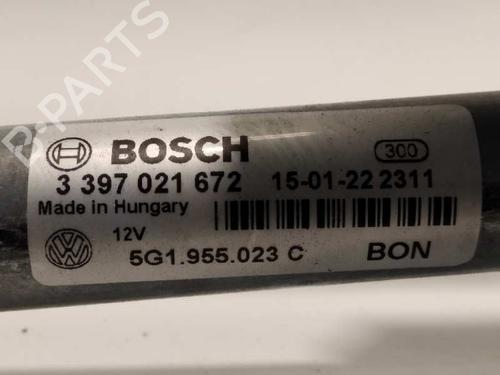 B-PARTS
BOSCH 300
3 397 021 672 15-01-22 2311
Made in Hungary
12V
5G1.955.023 C BON